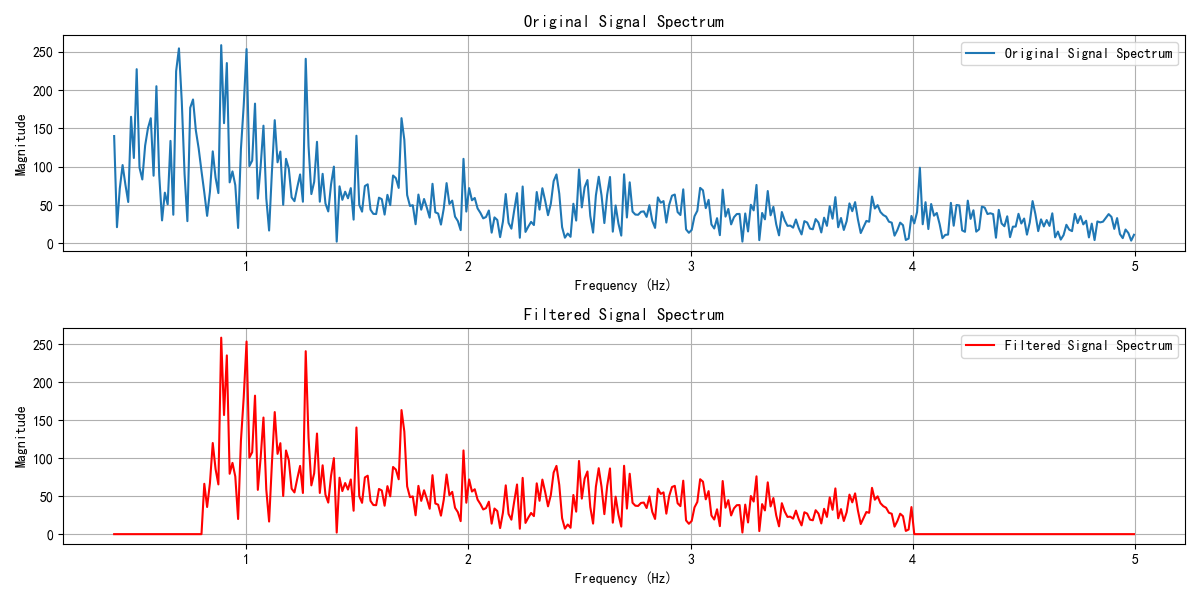 Original Signal Spectrum
Original Signal Spectrum
Magnitude
250
200
150
100
50
0
1
2
3
4
5
Frequency (Hz)
Filtered Signal Spectrum
Filtered Signal Spectrum
Magnitude
250
200
150
100
50
0
1
2
3
4
5
Frequency (Hz)